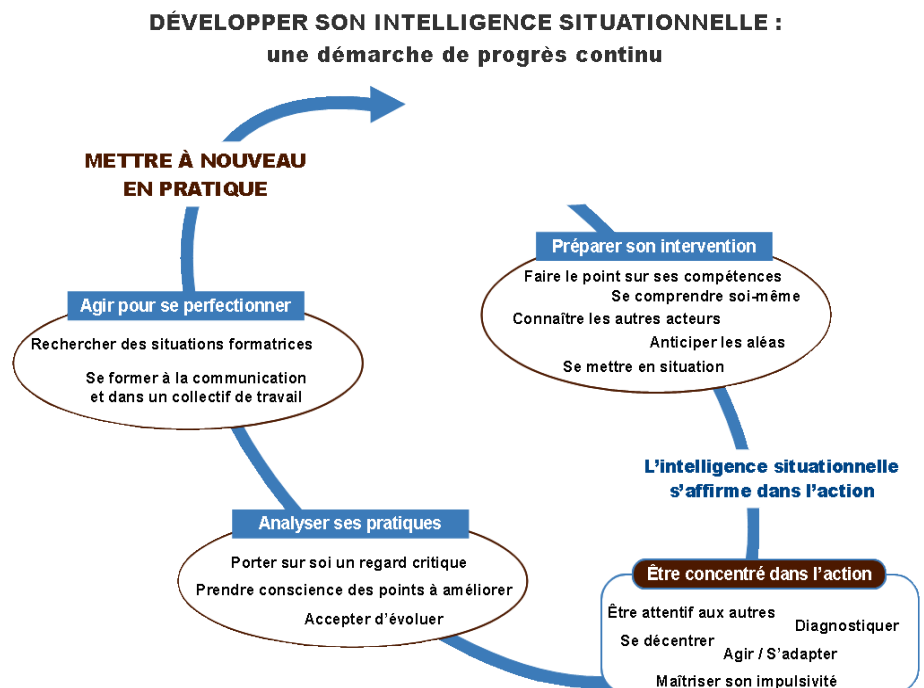 DÉVELOPPER SON INTELLIGENCE SITUATIONNELLE :
une démarche de progrès continu
METTRE À NOUVEAU
EN PRATIQUE
Préparer son intervention
Faire le point sur ses compétences
Se comprendre soi-même
Connaître les autres acteurs
Anticiper les aléas
Se mettre en situation
Agir pour se perfectionner
Rechercher des situations formatrices
Se former à la communication
et dans un collectif de travail
L'intelligence situationnelle
s'affirme dans l'action
Analyser ses pratiques
Porter sur soi un regard critique
Prendre conscience des points à améliorer
Accepter d'évoluer
Être concentré dans l'action
Être attentif aux autres
Diagnostiquer
Se décentrer
Agir / S'adapter
Maîtriser son impulsivité